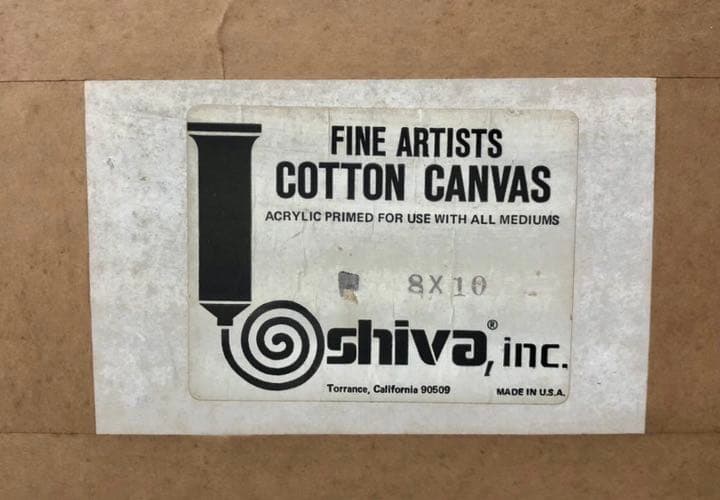 FINE ARTISTS
COTTON CANVAS
ACRYLIC PRIMED FOR USE WITH ALL MEDIUMS
8X10
shiva, inc.®
Torrance, California 90509
MADE IN U.S.A.